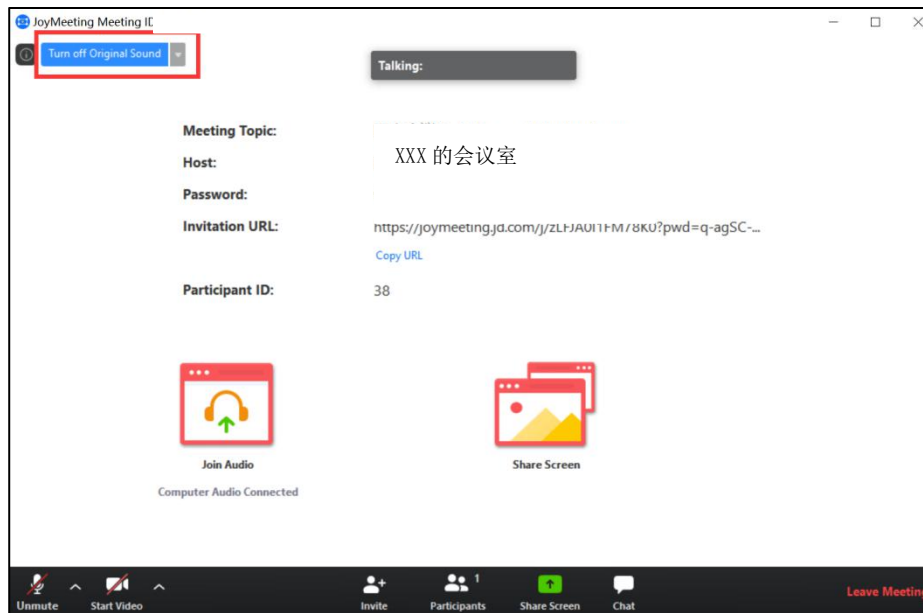 JoyMeeting Meeting ID
Turn off Original Sound
Talking:
Meeting Topic:
XXX 的会议室
Host:
Password:
Invitation URL:
Copy URL
Participant ID:
38
Join Audio
Share Screen
Computer Audio Connected
1
Unmute
Start Video
Invite
Participants
Share Screen
Chat
Leave Meeting